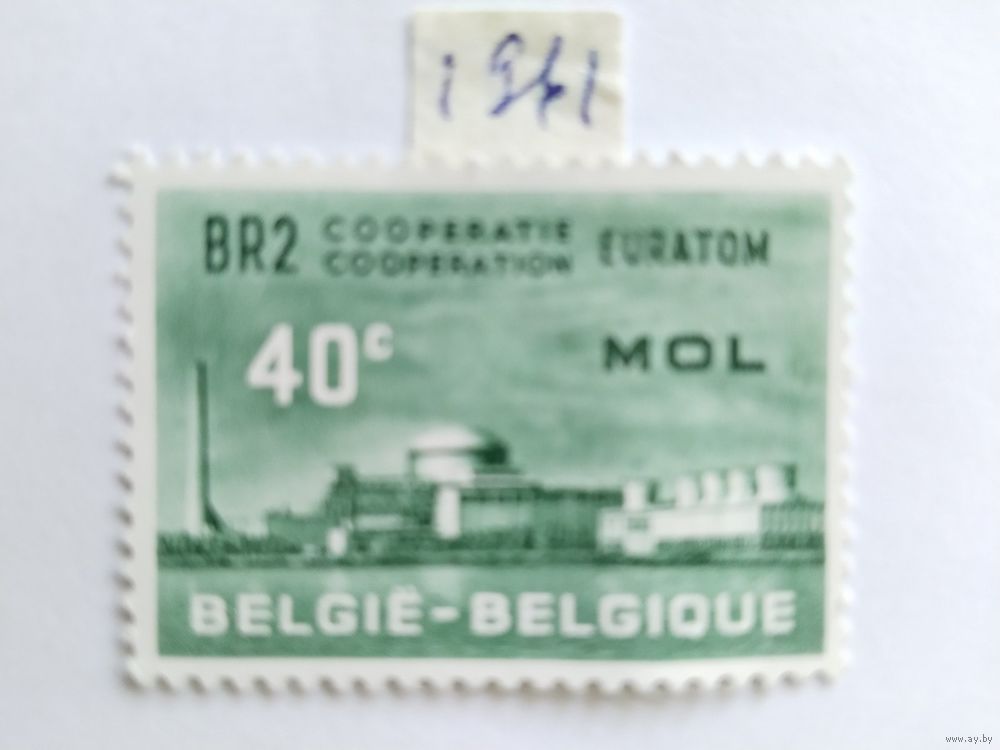 1961
BR2 COOPERATIE EURATOM
COOPERATION
40c
MOL
BELGIË-BELGIQUE
www.ay.by